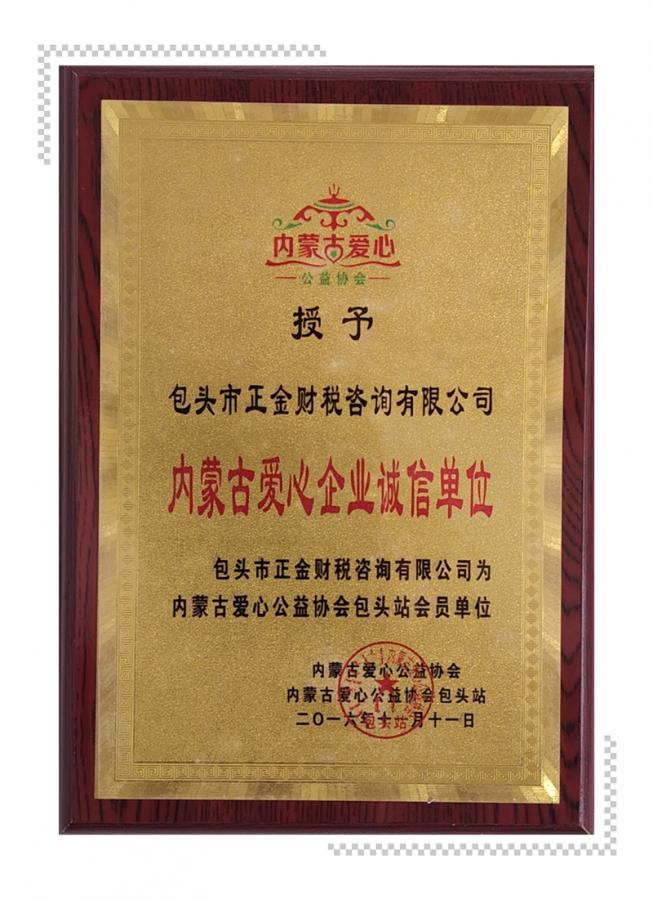 内蒙古爱心
公益协会
授予
包头市正金财税咨询有限公司
内蒙古爱心企业诚信单位
包头市正金财税咨询有限公司为
内蒙古爱心公益协会包头站会员单位
内蒙古爱心公益协会
内蒙古爱心公益协会包头站
二〇一六年十一月十一日
包头站